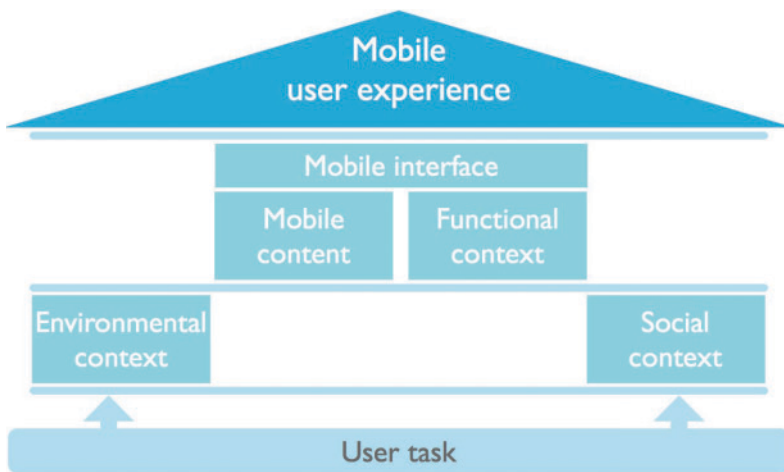 Mobile
user experience
Mobile interface
Mobile
content
Functional
context
Environmental
context
Social
context
User task